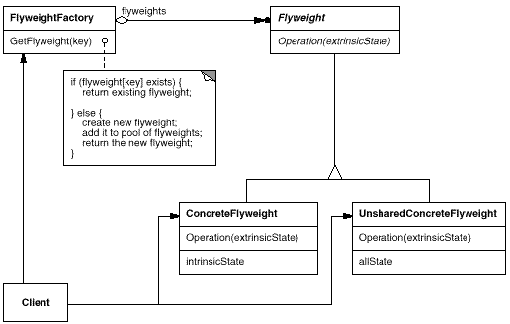 FlyweightFactory
GetFlyweight(key)
flyweights
Flyweight
Operation(extrinsicState)
if (flyweight[key] exists) {
return existing flyweight;
} else {
create new flyweight;
add it to pool of flyweights;
return the new flyweight;
}
ConcreteFlyweight
Operation(extrinsicState)
intrinsicState
UnsharedConcreteFlyweight
Operation(extrinsicState)
allState
Client